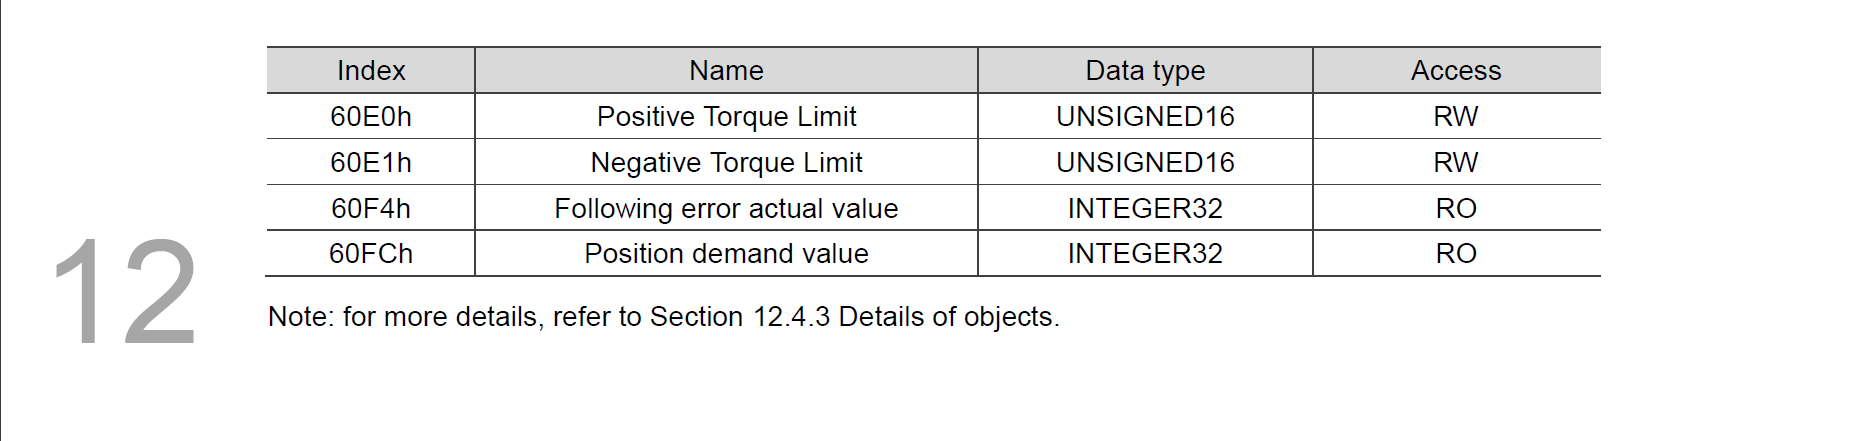 Index Name Data type Access
60E0h Positive Torque Limit UNSIGNED16 RW
60E1h Negative Torque Limit UNSIGNED16 RW
60F4h Following error actual value INTEGER32 RO
60FCh Position demand value INTEGER32 RO
12
Note: for more details, refer to Section 12.4.3 Details of objects.